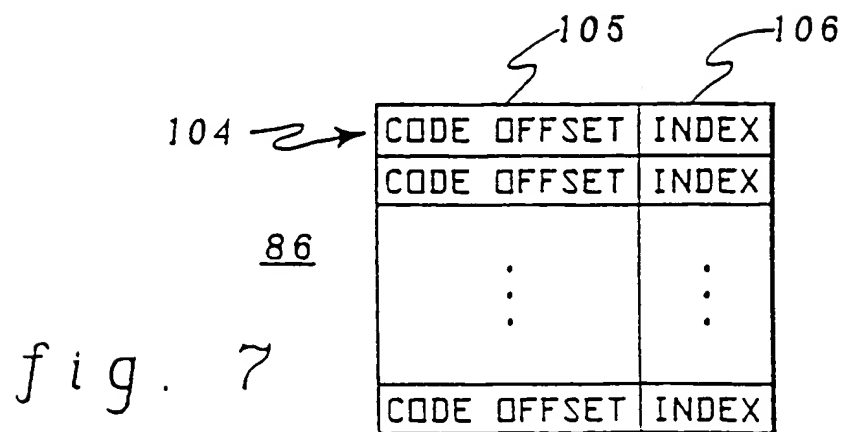 105 106
104 CODE OFFSET INDEX
CODE OFFSET INDEX
86
fig. 7
CODE OFFSET INDEX